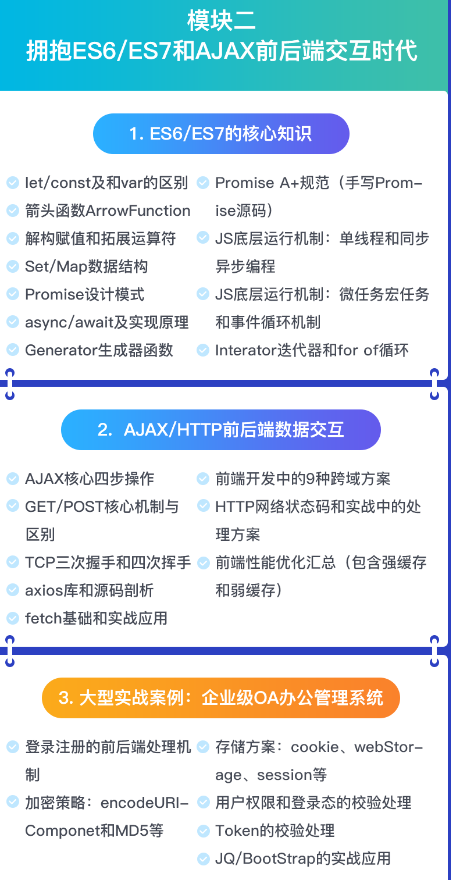 模块二
拥抱ES6/ES7和AJAX前后端交互时代
1. ES6/ES7的核心知识
let/const及和var的区别
箭头函数ArrowFunction
解构赋值和拓展运算符
Set/Map数据结构
Promise设计模式
async/await及实现原理
Generator生成器函数
Promise A+规范（手写Prom-
ise源码）
JS底层运行机制：单线程和同步
异步编程
JS底层运行机制：微任务宏任务
和事件循环机制
Interator迭代器和for of循环
2. AJAX/HTTP前后端数据交互
AJAX核心四步操作
GET/POST核心机制与
区别
TCP三次握手和四次挥手
axios库和源码剖析
fetch基础和实战应用
前端开发中的9种跨域方案
HTTP网络状态码和实战中的处
理方案
前端性能优化汇总（包含强缓存
和弱缓存）
3. 大型实战案例：企业级OA办公管理系统
登录注册的前后端处理机
制
加密策略：encodeURI-
Componet和MD5等
存储方案：cookie、webStor-
age、session等
用户权限和登录态的校验处理
Token的校验处理
JQ/BootStrap的实战应用